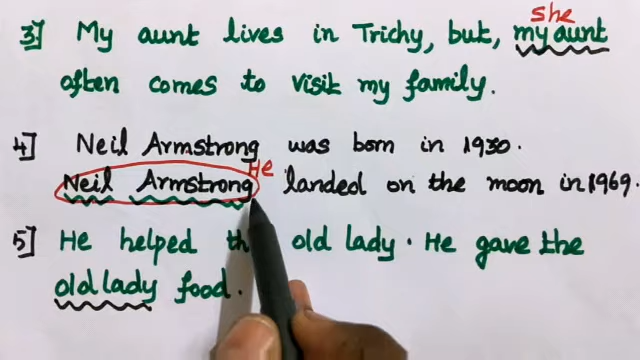 she
3] My aunt lives in Trichy, but, my aunt
often comes to visit my family.
4] Neil Armstrong was born in 1930.
Neil Armstrong He landed on the moon in 1969.
5] He helped th old lady. He gave the
old lady food.